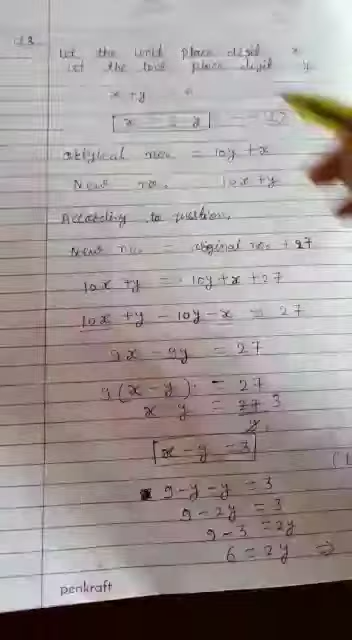 Let the unit place digit x
Let the tens place digit y
x + y
x = 9 - y
original no. = 10y + x
New no. 10x + y
According to question,
New no. = original no. + 27
10x + y = 10y + x + 27
10x + y - 10y - x = 27
9x - 9y = 27
9(x - y) = 27
x y = 27 3
9
x - y = 3
9 - y - y = 3
9 - 2y = 3
9 - 3 = 2y
6 = 2y ⇒
penkraft